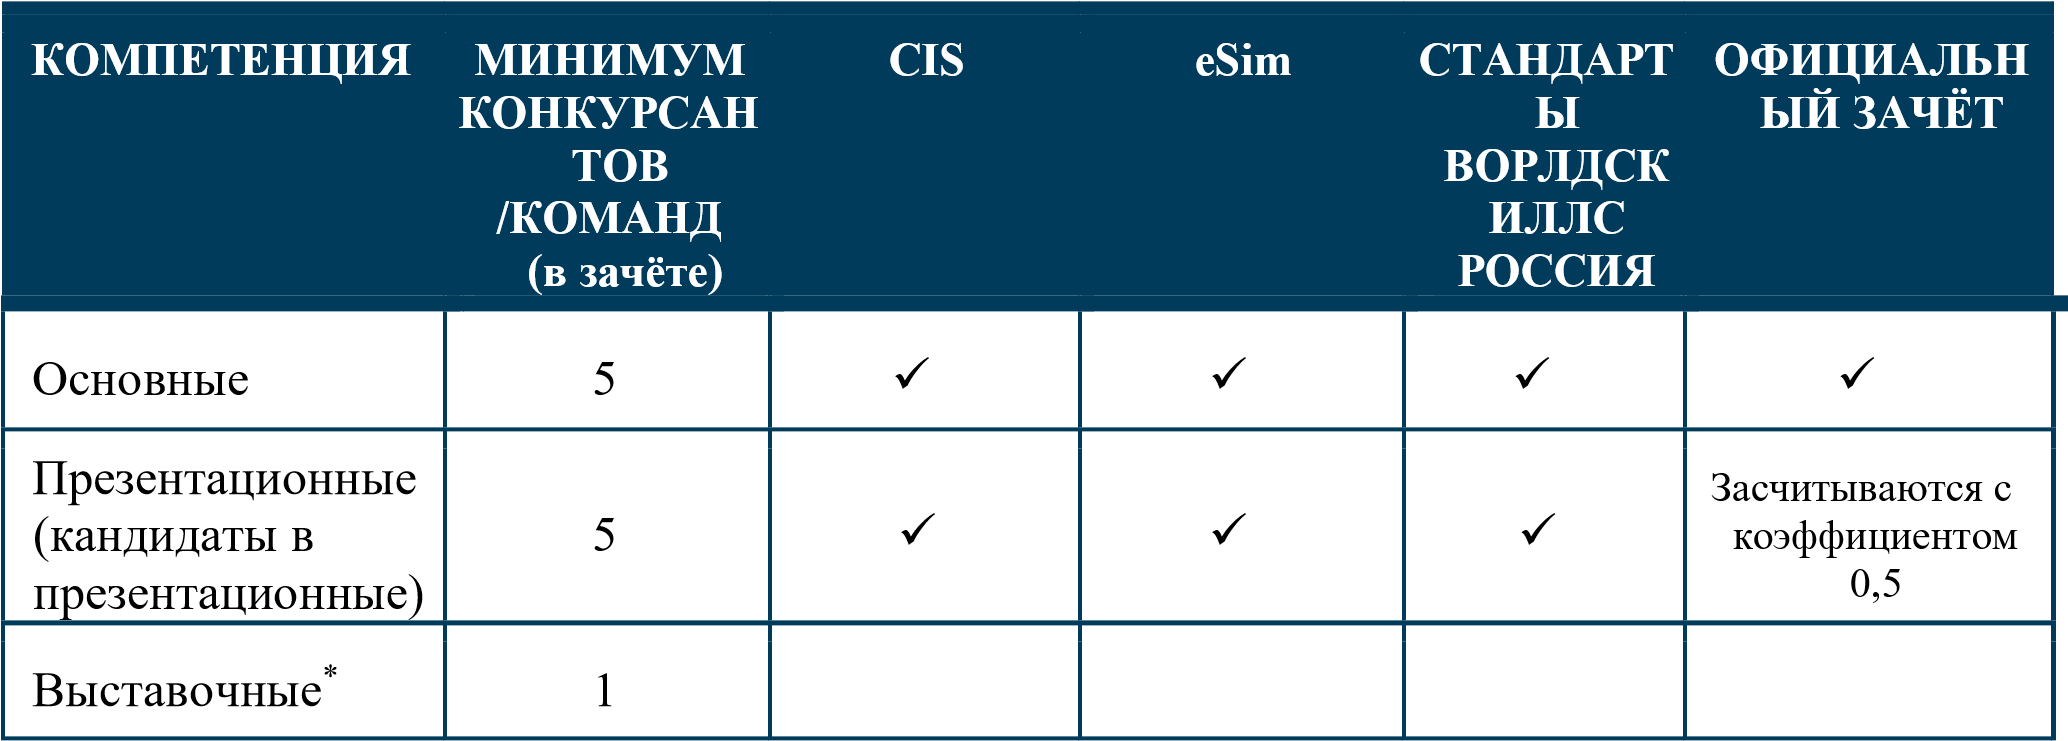 КОМПЕТЕНЦИЯ
МИНИМУМ
КОНКУРСАН
ТОВ
/КОМАНД
(в зачёте)
CIS
eSim
СТАНДАРТ
Ы
ВОРЛДСК
ИЛЛС
РОССИЯ
ОФИЦИАЛЬН
ЫЙ ЗАЧЁТ
Основные
5
✓
✓
✓
✓
Презентационные
(кандидаты в
презентационные)
5
✓
✓
✓
Засчитываются с
коэффициентом
0,5
Выставочные*
1